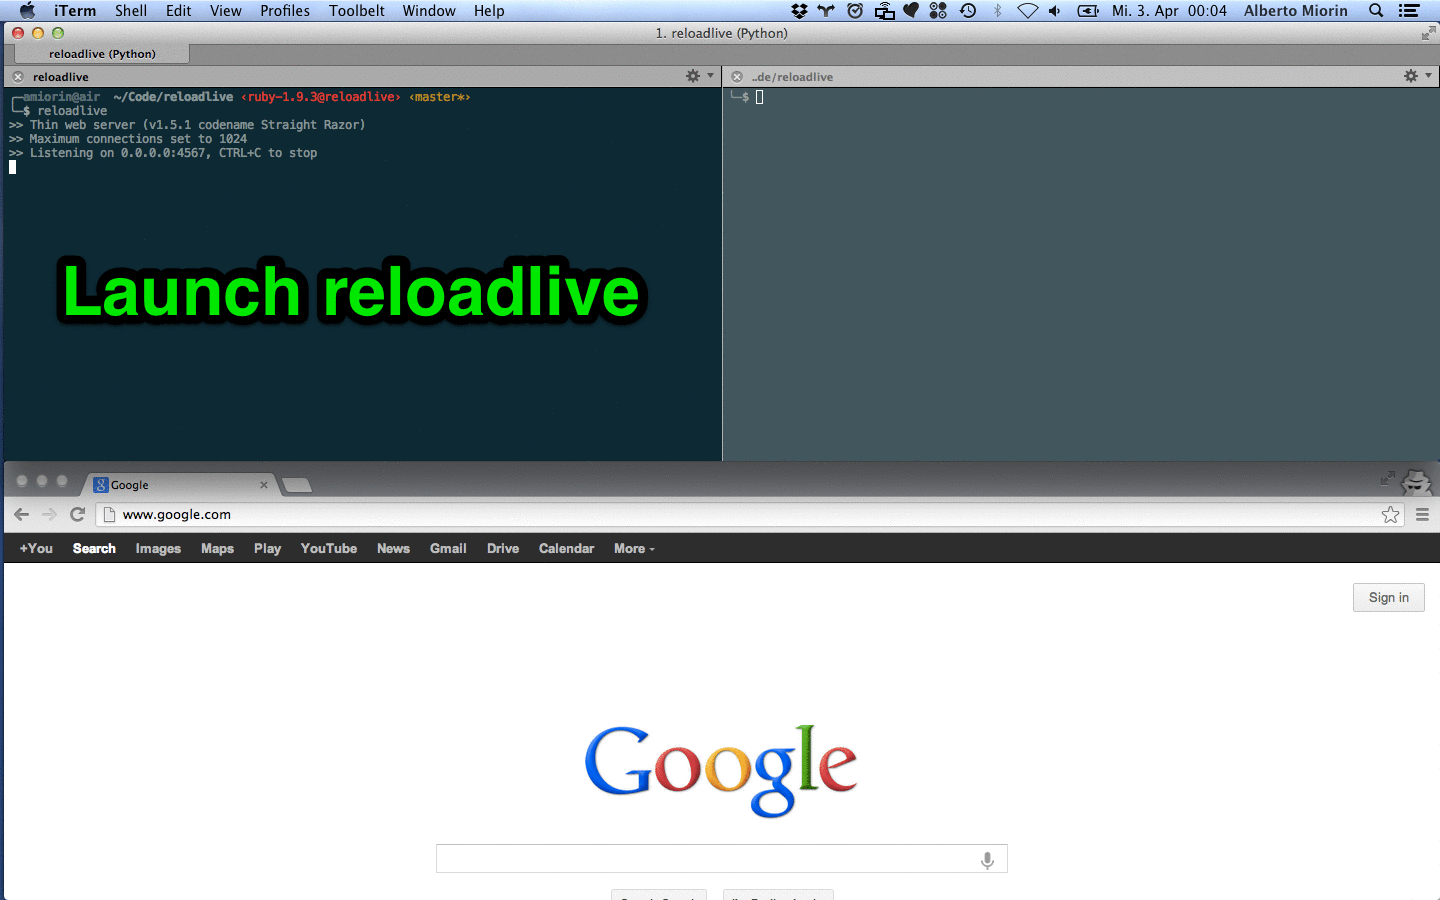 iTerm Shell Edit View Profiles Toolbelt Window Help Mi. 3. Apr 00:04 Alberto Miorin
1. reloadlive (Python)
reloadlive (Python)
reloadlive
..de/reloadlive
amiorin@air ~/Code/reloadlive ‹ruby-1.9.3@reloadlive› ‹master*›
$ reloadlive
>> Thin web server (v1.5.1 codename Straight Razor)
>> Maximum connections set to 1024
>> Listening on 0.0.0.0:4567, CTRL+C to stop
$
Launch reloadlive
Google
www.google.com
+You Search Images Maps Play YouTube News Gmail Drive Calendar More
Sign in
Google